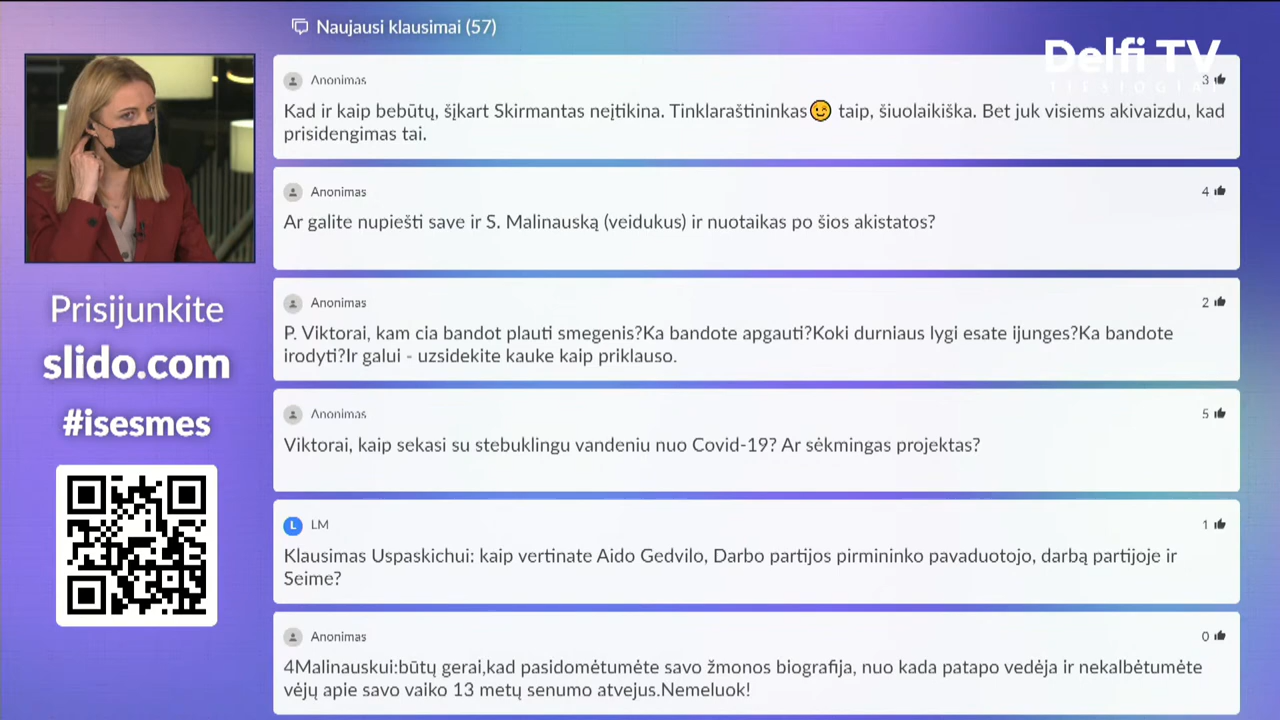 Naujausi klausimai (57)
Delfi TV
TIESIOGIAI
Anonimas
3
Kad ir kaip bebūtų, šįkart Skirmantas neįtikina. Tinklaraštininkas😉 taip, šiuolaikiška. Bet juk visiems akivaizdu, kad
prisidengimas tai.
Anonimas
4
Ar galite nupiešti save ir S. Malinauską (veidukus) ir nuotaikas po šios akistatos?
Anonimas
2
P. Viktorai, kam cia bandot plauti smegenis?Ka bandote apgauti?Koki durniaus lygi esate ijunges?Ka bandote
irodyti?Ir galui - uzsidekite kauke kaip priklauso.
Anonimas
5
Viktorai, kaip sekasi su stebuklingu vandeniu nuo Covid-19? Ar sėkmingas projektas?
L
LM
1
Klausimas Uspaskichui: kaip vertinate Aido Gedvilo, Darbo partijos pirmininko pavaduotojo, darbą partijoje ir
Seime?
Anonimas
0
4Malinauskui:būtų gerai,kad pasidomėtumėte savo žmonos biografija, nuo kada patapo vedėja ir nekalbėtumėte
vėjų apie savo vaiko 13 metų senumo atvejus.Nemeluok!
Prisijunkite
slido.com
#isesmes